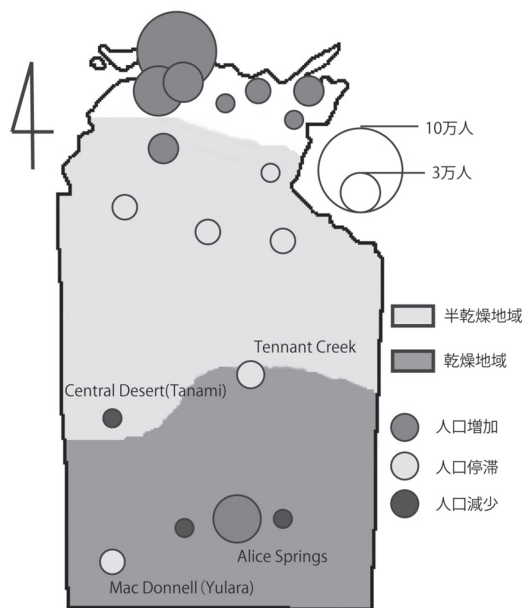 10万人
3万人
半乾燥地域
Tennant Creek
乾燥地域
Central Desert(Tanami)
人口増加
人口停滞
人口減少
Alice Springs
Mac Donnell(Yulara)